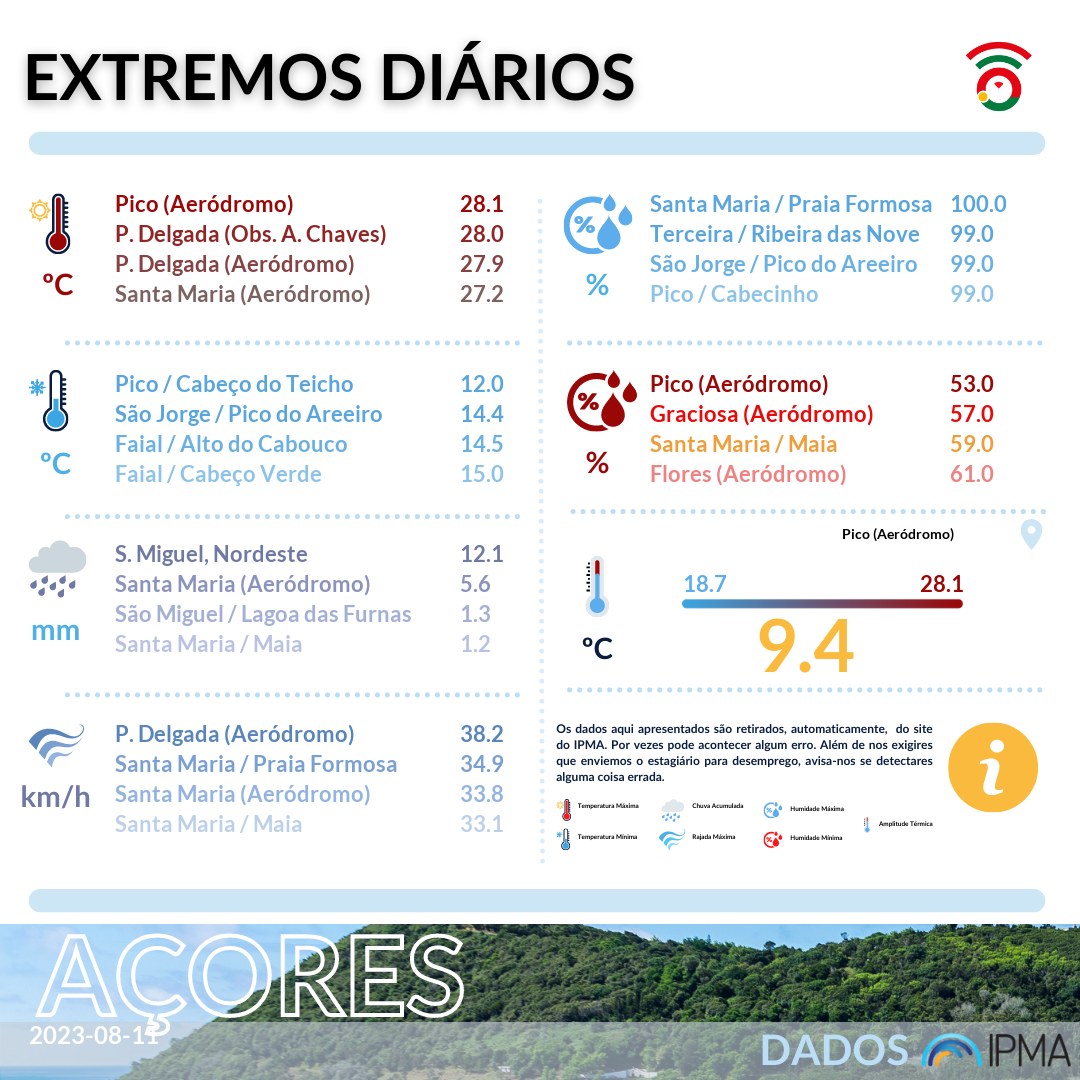 EXTREMOS DIÁRIOS
Pico (Aeródromo) 28.1
P. Delgada (Obs. A. Chaves) 28.0
P. Delgada (Aeródromo) 27.9
Santa Maria (Aeródromo) 27.2
ºC
Pico / Cabeço do Teicho 12.0
São Jorge / Pico do Areeiro 14.4
Faial / Alto do Cabouco 14.5
Faial / Cabeço Verde 15.0
ºC
S. Miguel, Nordeste 12.1
Santa Maria (Aeródromo) 5.6
São Miguel / Lagoa das Furnas 1.3
Santa Maria / Maia 1.2
mm
P. Delgada (Aeródromo) 38.2
Santa Maria / Praia Formosa 34.9
Santa Maria (Aeródromo) 33.8
Santa Maria / Maia 33.1
km/h
%
Santa Maria / Praia Formosa 100.0
Terceira / Ribeira das Nove 99.0
São Jorge / Pico do Areeiro 99.0
Pico / Cabecinho 99.0
%
%
Pico (Aeródromo) 53.0
Graciosa (Aeródromo) 57.0
Santa Maria / Maia 59.0
Flores (Aeródromo) 61.0
%
Pico (Aeródromo)
18.7 28.1
ºC
9.4
Os dados aqui apresentados são retirados, automaticamente, do site
do IPMA. Por vezes pode acontecer algum erro. Além de nos exigires
que enviemos o estagiário para desemprego, avisa-nos se detectares
alguma coisa errada.
i
Temperatura Máxima Chuva Acumulada Humidade Máxima
Amplitude Térmica
Temperatura Mínima Rajada Máxima Humidade Mínima
AÇORES
2023-08-11
DADOS IPMA